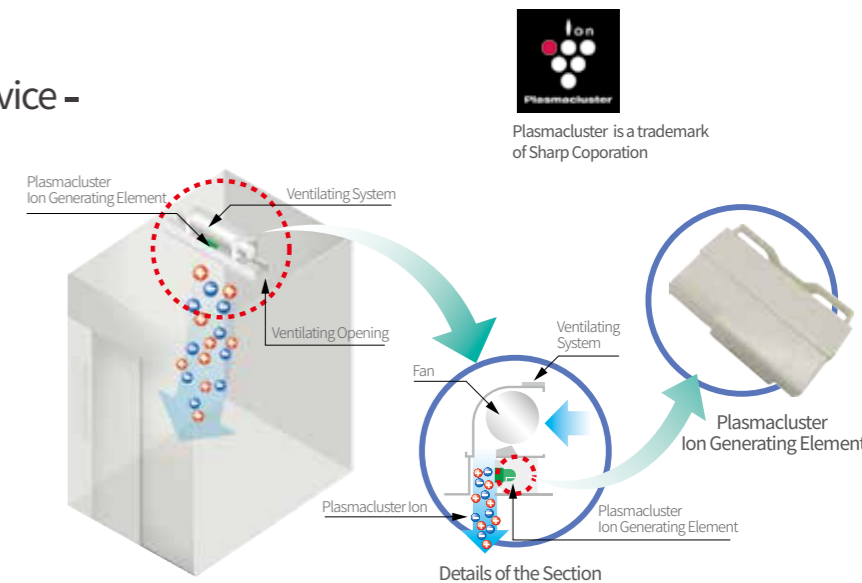 vice -
Ion
Plasmacluster
Plasmacluster is a trademark
of Sharp Coporation
Plasmacluster
Ion Generating Element
Ventilating System
Ventilating Opening
Ventilating
System
Fan
Plasmacluster Ion
Plasmacluster
Ion Generating Element
Details of the Section
Plasmacluster
Ion Generating Element